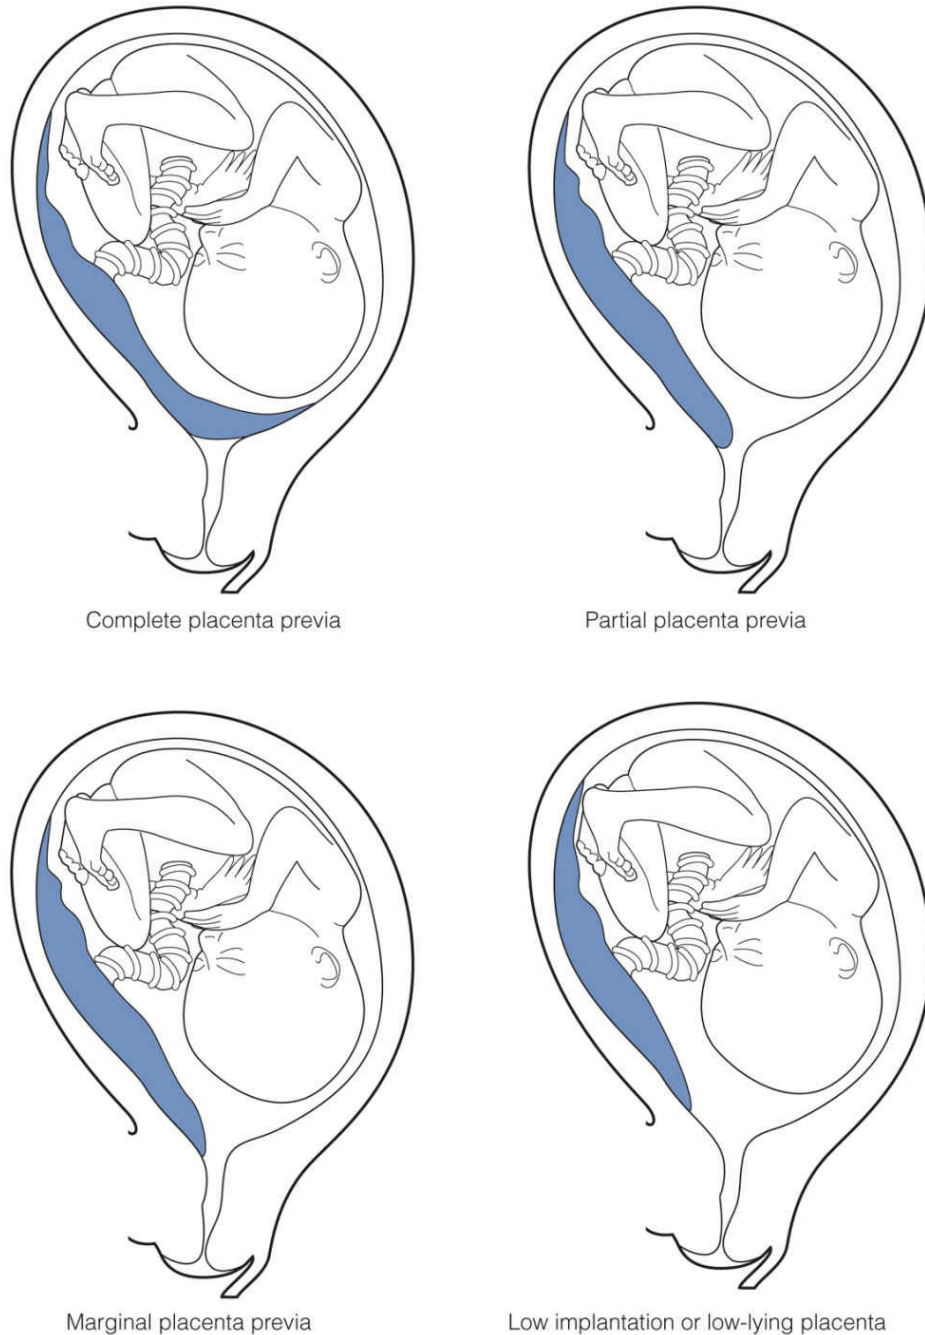 Complete placenta previa
Partial placenta previa
Marginal placenta previa
Low implantation or low-lying placenta